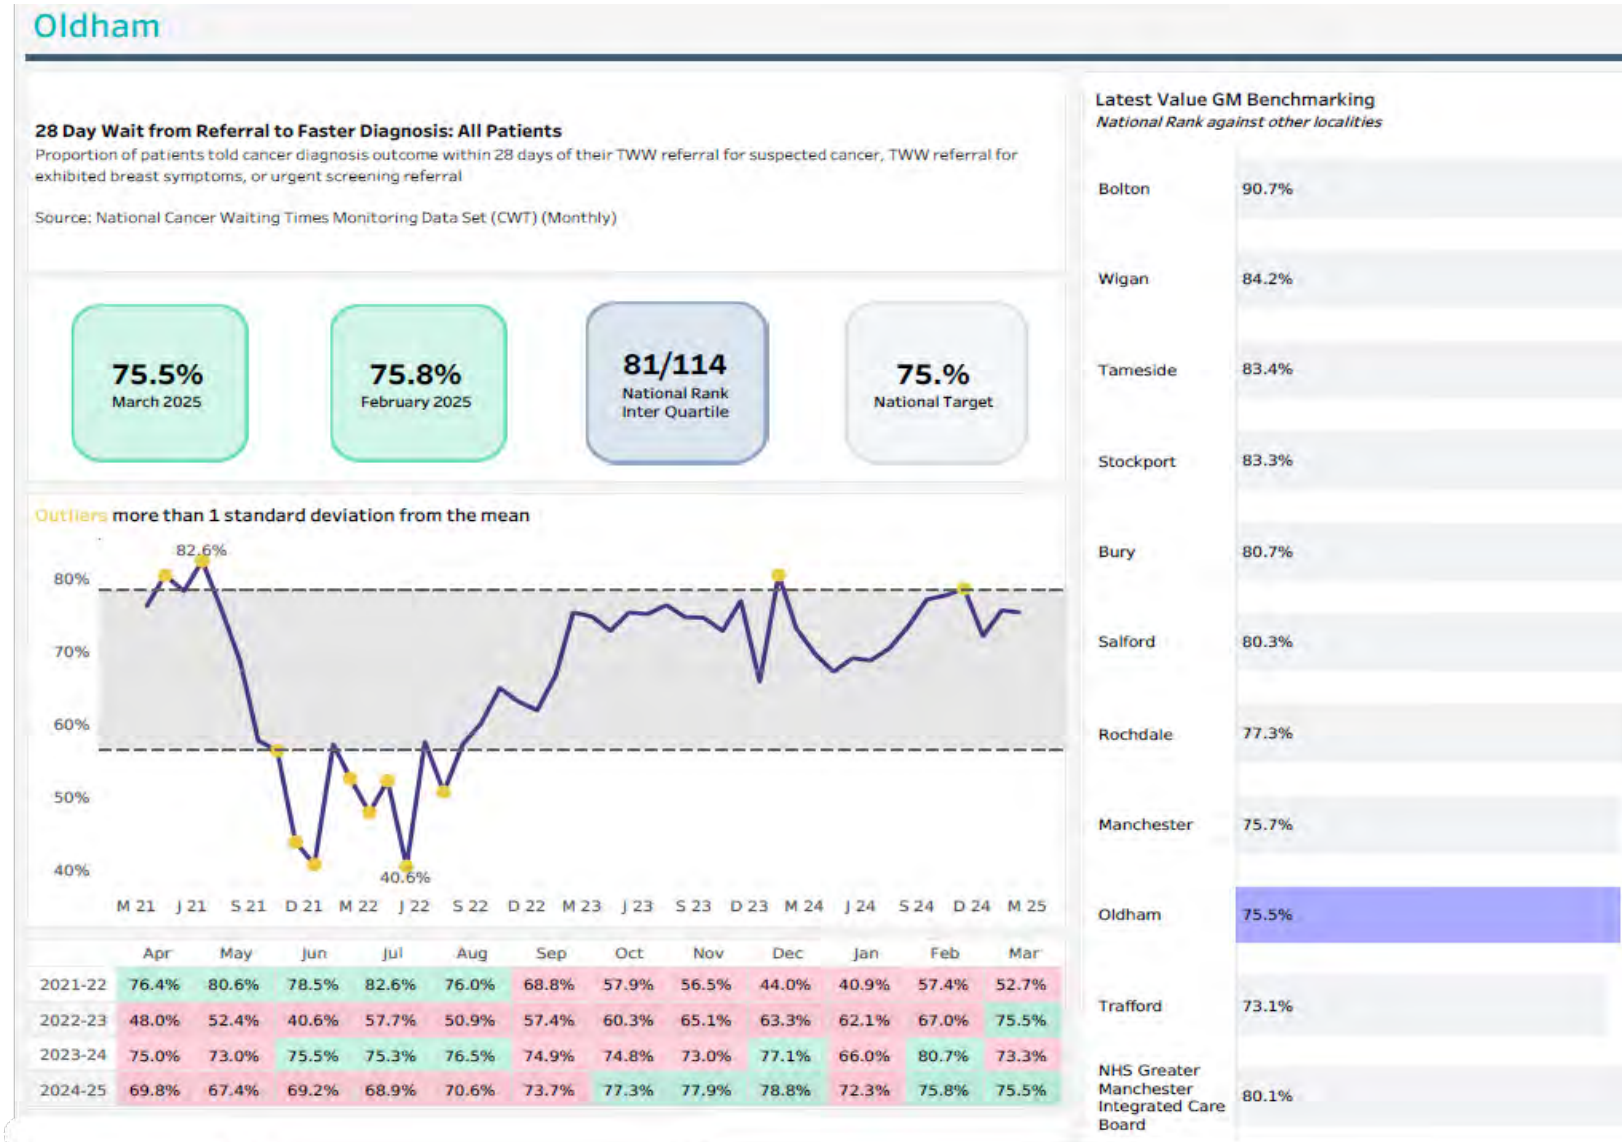 Oldham
28 Day Wait from Referral to Faster Diagnosis: All Patients
Proportion of patients told cancer diagnosis outcome within 28 days of their TWW referral for suspected cancer, TWW referral for
exhibited breast symptoms, or urgent screening referral
Source: National Cancer Waiting Times Monitoring Data Set (CWT) (Monthly)
75.5%
March 2025
75.8%
February 2025
81/114
National Rank
Inter Quartile
75.%
National Target
Outliers more than 1 standard deviation from the mean
82.6%
80%
70%
60%
50%
40%
40.6%
M 21 J 21 S 21 D 21 M 22 J 22 S 22 D 22 M 23 J 23 S 23 D 23 M 24 J 24 S 24 D 24 M 25
Apr May Jun Jul Aug Sep Oct Nov Dec Jan Feb Mar
2021-22 76.4% 80.6% 78.5% 82.6% 76.0% 68.8% 57.9% 56.5% 44.0% 40.9% 57.4% 52.7%
2022-23 48.0% 52.4% 40.6% 57.7% 50.9% 57.4% 60.3% 65.1% 63.3% 62.1% 67.0% 75.5%
2023-24 75.0% 73.0% 75.5% 75.3% 76.5% 74.9% 74.8% 73.0% 77.1% 66.0% 80.7% 73.3%
2024-25 69.8% 67.4% 69.2% 68.9% 70.6% 73.7% 77.3% 77.9% 78.8% 72.3% 75.8% 75.5%
Latest Value GM Benchmarking
National Rank against other localities
Bolton 90.7%
Wigan 84.2%
Tameside 83.4%
Stockport 83.3%
Bury 80.7%
Salford 80.3%
Rochdale 77.3%
Manchester 75.7%
Oldham 75.5%
Trafford 73.1%
NHS Greater
Manchester
Integrated Care
Board
80.1%